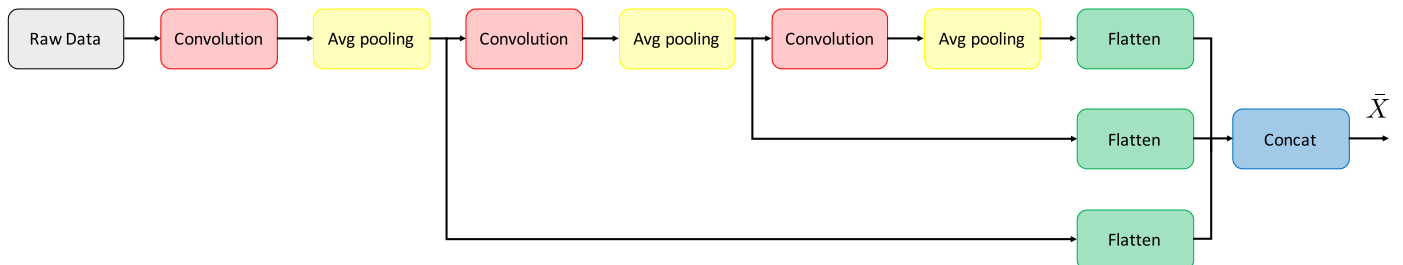 Raw Data
Convolution
Avg pooling
Convolution
Avg pooling
Convolution
Avg pooling
Flatten
Flatten
Concat
X̄
Flatten